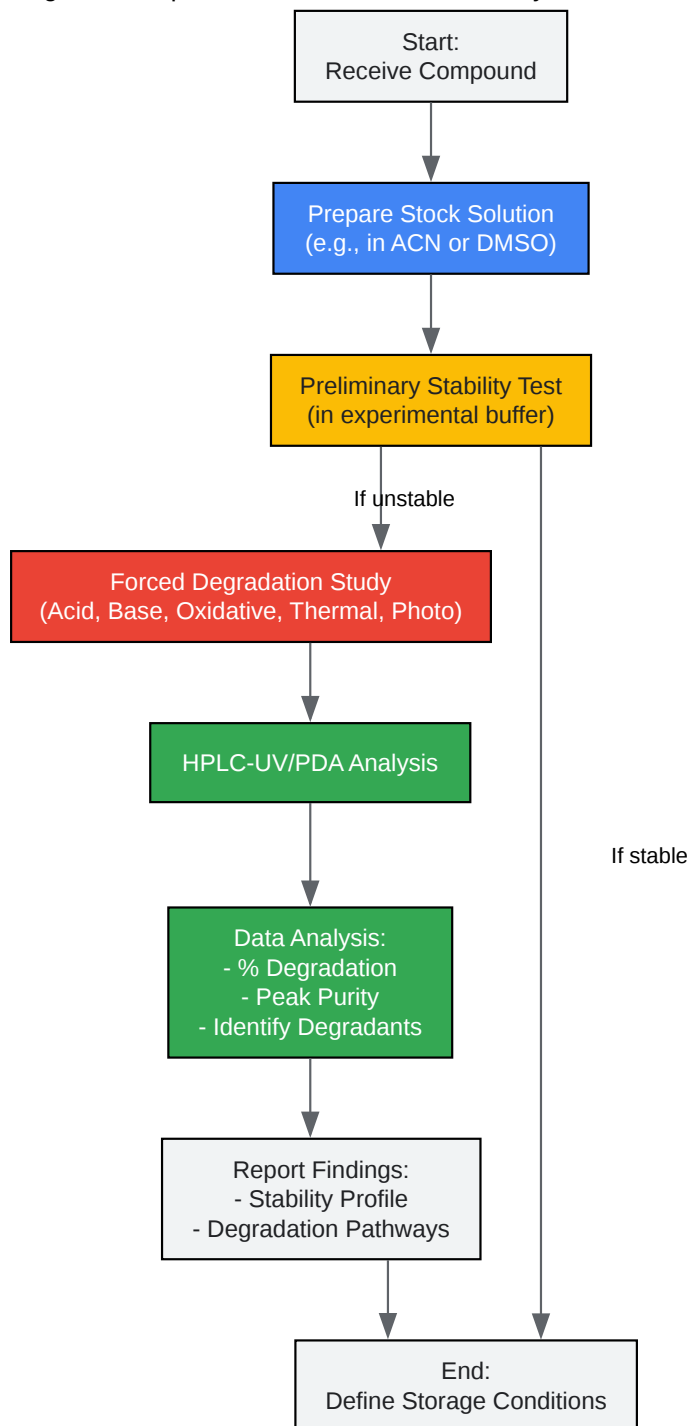 Start:
Receive Compound
Prepare Stock Solution
(e.g., in ACN or DMSO)
Preliminary Stability Test
(in experimental buffer)
If unstable
Forced Degradation Study
(Acid, Base, Oxidative, Thermal, Photo)
HPLC-UV/PDA Analysis
If stable
Data Analysis:
- % Degradation
- Peak Purity
- Identify Degradants
Report Findings:
- Stability Profile
- Degradation Pathways
End:
Define Storage Conditions